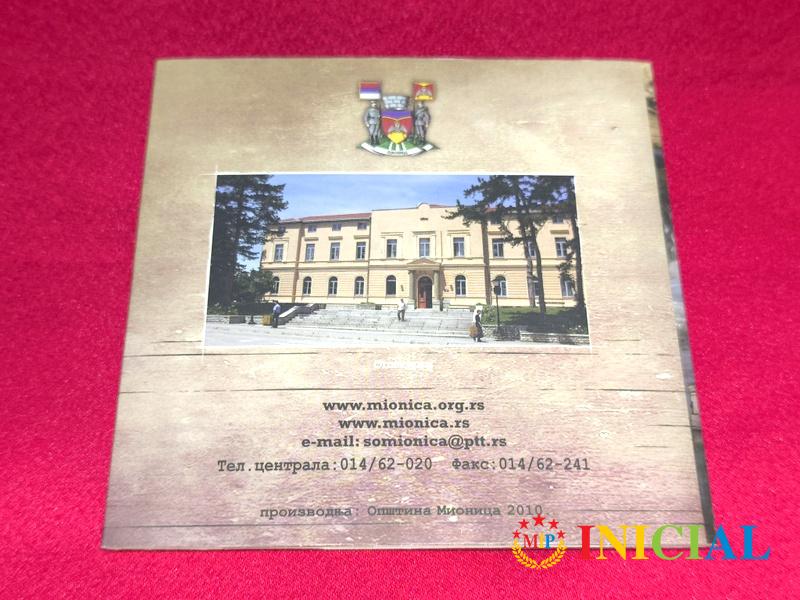 www.mionica.org.rs
www.mionica.rs
e-mail: somionica@ptt.rs
Тел.централа:014/62-020 Факс:014/62-241
производња: Општина Мионица 2010.
MP INICIAL